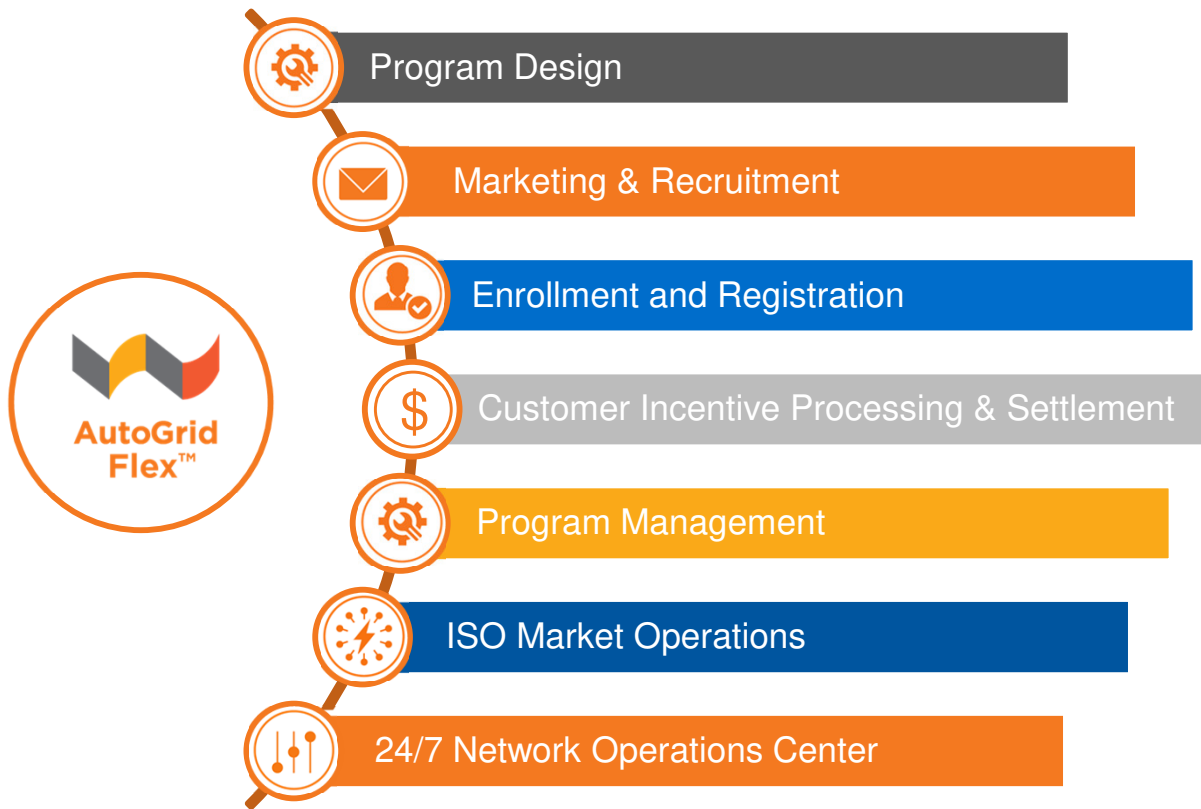 Program Design
Marketing & Recruitment
Enrollment and Registration
$
Customer Incentive Processing & Settlement
AutoGrid
Flex™
Program Management
ISO Market Operations
24/7 Network Operations Center